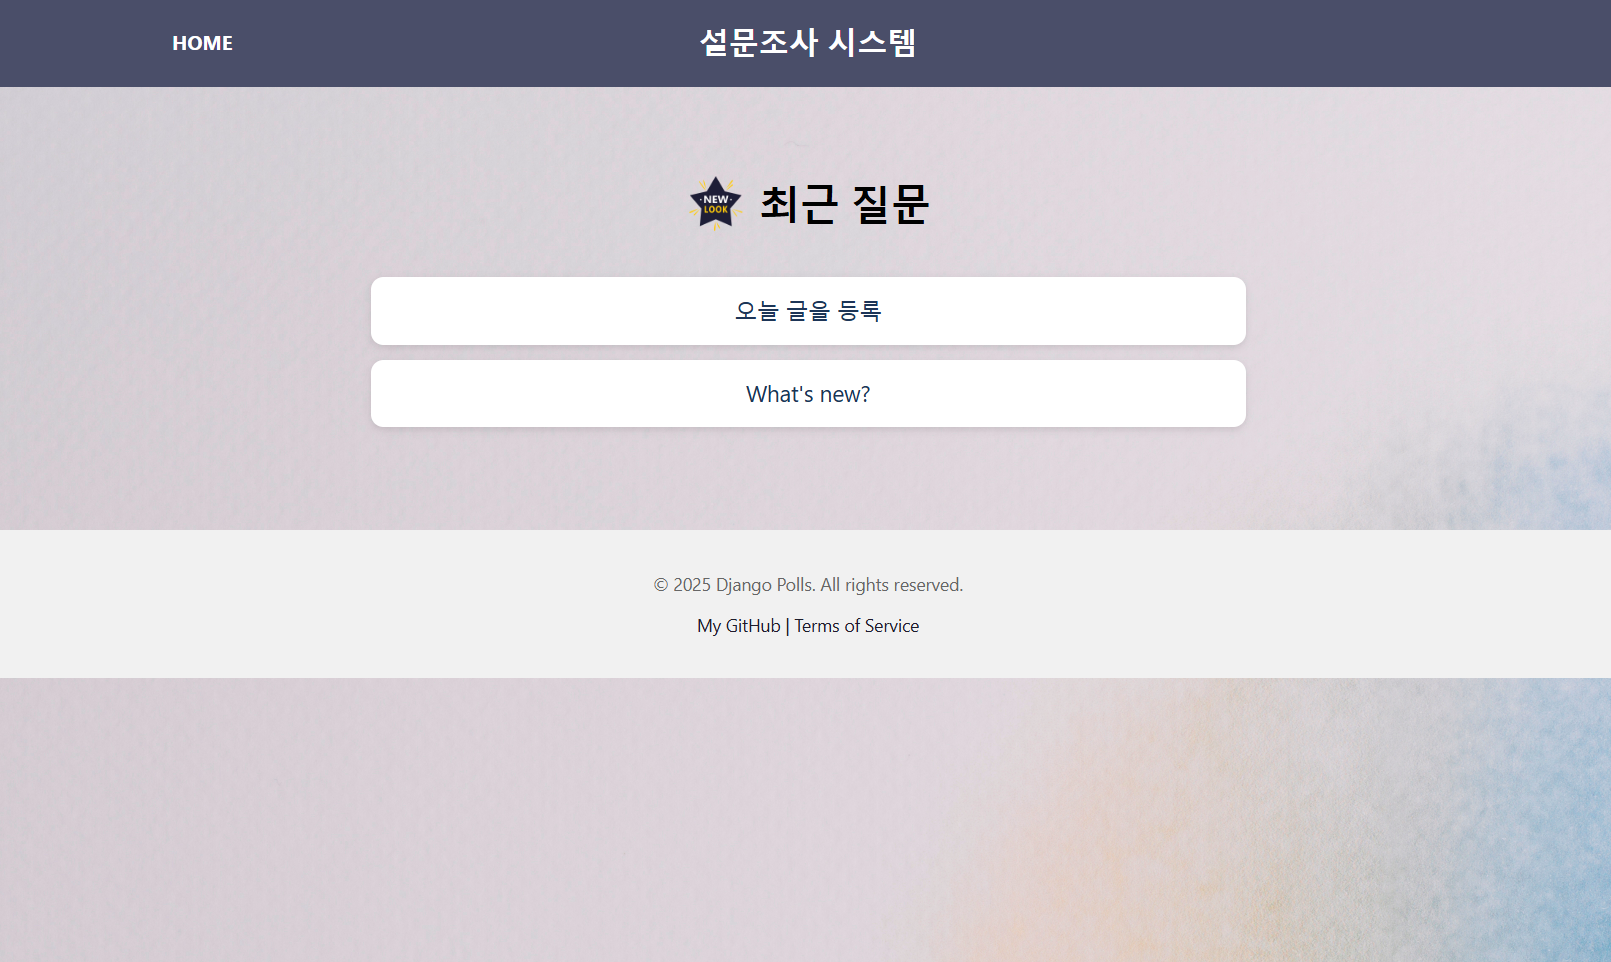 HOME
설문조사 시스템
NEW
LOOK
최근 질문
오늘 글을 등록
What's new?
© 2025 Django Polls. All rights reserved.
My GitHub | Terms of Service